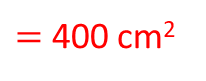 = 400 cm²